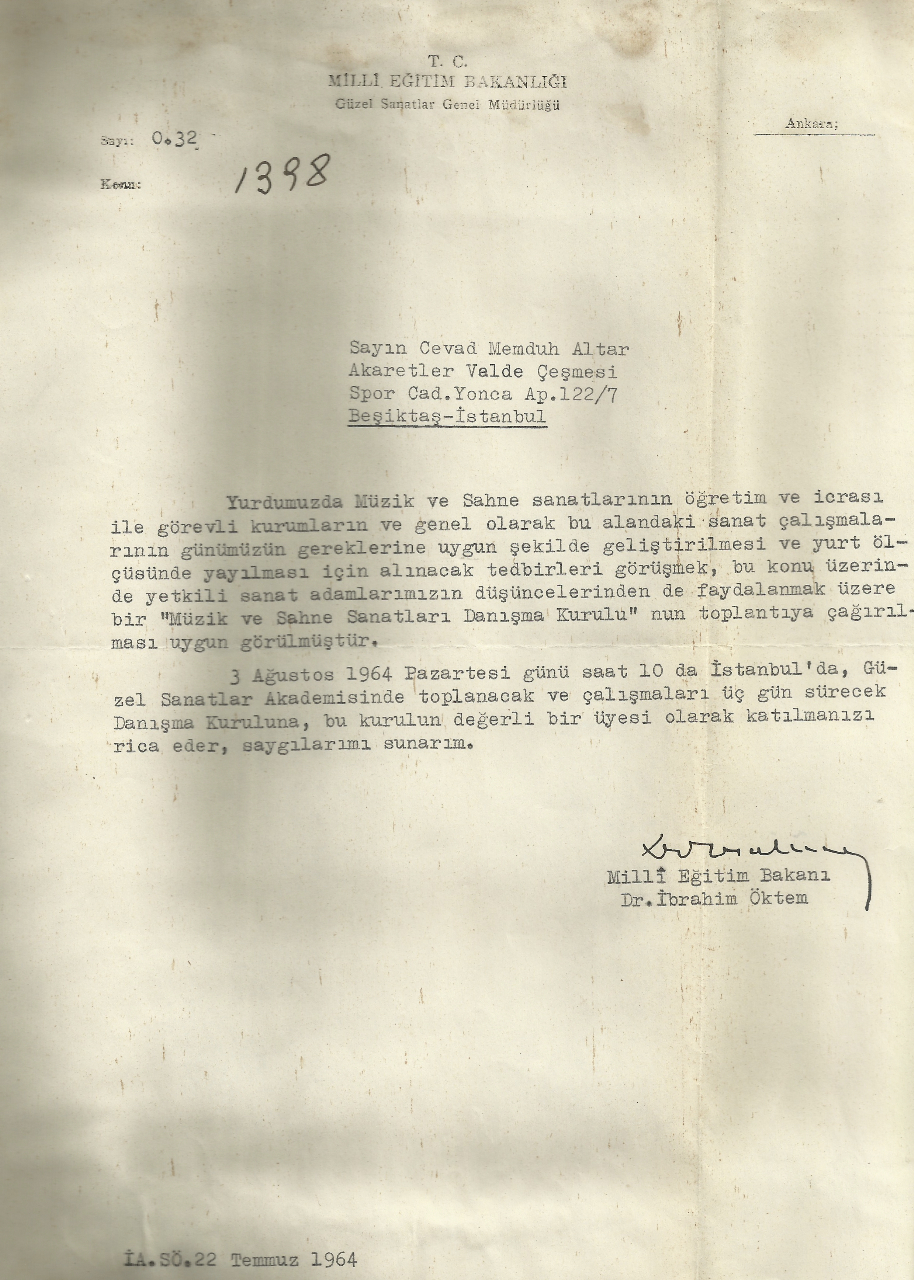 T. C.
MİLLİ EĞİTİM BAKANLIĞI
Güzel Sanatlar Genel Müdürlüğü
Ankara;
Sayı: 0.32
Konu:
1398
Sayın Cevad Memduh Altar
Akaretler Valde Çeşmesi
Spor Cad.Yonca Ap.122/7
Beşiktaş-İstanbul
Yurdumuzda Müzik ve Sahne sanatlarının öğretim ve icrası
ile görevli kurumların ve genel olarak bu alandaki sanat çalışmala-
rının günümüzün gereklerine uygun şekilde geliştirilmesi ve yurt öl-
çüsünde yayılması için alınacak tedbirleri görüşmek, bu konu üzerin-
de yetkili sanat adamlarımızın düşüncelerinden de faydalanmak üzere
bir "Müzik ve Sahne Sanatları Danışma Kurulu" nun toplantıya çağırıl-
ması uygun görülmüştür.
3 Ağustos 1964 Pazartesi günü saat 10 da İstanbul'da, Gü-
zel Sanatlar Akademisinde toplanacak ve çalışmaları üç gün sürecek
Danışma Kuruluna, bu kurulun değerli bir üyesi olarak katılmanızı
rica eder, saygılarımı sunarım.
Millî Eğitim Bakanı
Dr.İbrahim Öktem
İA.SÖ.22 Temmuz 1964